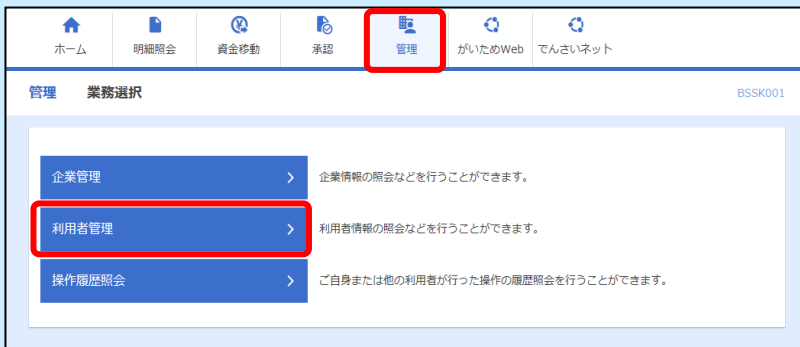 ホーム 明細照会 資金移動 承認 管理 がいためWeb でんさいネット
管理 業務選択 BSSK001
企業管理 企業情報の照会などを行うことができます。
利用者管理 利用者情報の照会などを行うことができます。
操作履歴照会 ご自身または他の利用者が行った操作の履歴照会を行うことができます。